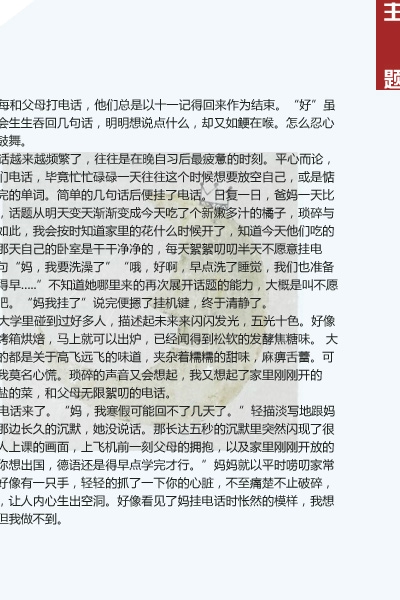 主
题
每和父母打电话，他们总是以十一记得回来作为结束。“好”虽
会生生吞回几句话，明明想说点什么，却又如鲠在喉。怎么忍心
鼓舞。
话越来越频繁了，往往是在晚自习后最疲意的时刻。平心而论，
们电话，毕竟忙忙碌碌一天往往这个时候想要放空自己，或是惦
完的单词。简单的几句话后便挂了电话。日复一日，爸妈一天比
，话题从明天变天渐渐变成今天吃了个新嫩多汁的橘子，琐碎与
如此，我会按时知道家里的花什么时候开了，知道今天他们吃的
那天自己的卧室是干干净净的，每天絮絮叨叨半天不愿意挂电
句“妈，我要洗澡了”“哦，好啊，早点洗了睡觉，我们也准备
得早.....”不知道她哪里来的再次展开话题的能力，大概是叫不愿
吧。“妈我挂了”说完便摁了挂机键，终于清静了。
大学里碰到过好多人，描述起未来来闪闪发光，五光十色。好像
烤箱烘焙，马上就可以出炉，已经闻得到松软的发酵焦糖味。 大
的都是关于高飞远飞的味道，夹杂着糯糯的甜味，麻痹舌蕾。可
我莫名心慌。琐碎的声音又会想起，我又想起了家里刚刚开的
盐的菜，和父母无限絮叨的电话。
电话来了。“妈，我寒假可能回不了几天了。”轻描淡写地跟妈
那边长久的沉默，她没说话。那长达五秒的沉默里突然闪现了很
人上课的画面，上飞机前一刻父母的拥抱，以及家里刚刚开放的
你想出国，德语还是得早点学完才行。”妈妈就以平时唠叨家常
好像有一只手，轻轻的抓了一下你的心脏，不至痛楚不止破碎，
，让人内心生出空洞。好像看见了妈挂电话时怅然的模样，我想
但我做不到。